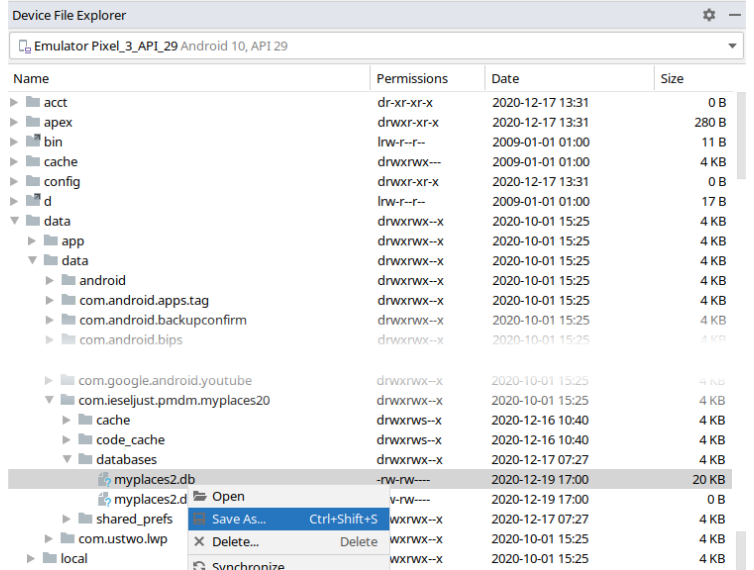 Device File Explorer
Emulator Pixel_3_API_29 Android 10, API 29
Name Permissions Date Size
acct dr-xr-xr-x 2020-12-17 13:31 0 B
apex drwxr-xr-x 2020-12-17 13:31 280 B
bin lrw-r--r-- 2009-01-01 01:00 11 B
cache drwxrwx--- 2009-01-01 01:00 4 KB
config drwxr-xr-x 2020-12-17 13:31 0 B
d lrw-r--r-- 2009-01-01 01:00 17 B
data drwxrwx--x 2020-10-01 15:25 4 KB
app drwxrwx--x 2020-10-01 15:25 4 KB
data drwxrwx--x 2020-10-01 15:25 4 KB
android drwxrwx--x 2020-10-01 15:25 4 KB
com.android.apps.tag drwxrwx--x 2020-10-01 15:25 4 KB
com.android.backupconfirm drwxrwx--x 2020-10-01 15:25 4 KB
com.android.bips drwxrwx--x 2020-10-01 15:25 4 KB
com.google.android.youtube drwxrwx--x 2020-10-01 15:25 4 KB
com.ieseljust.pmdm.myplaces20 drwxrwx--x 2020-10-01 15:25 4 KB
cache drwxrws--x 2020-12-16 10:40 4 KB
code_cache drwxrws--x 2020-12-16 10:40 4 KB
databases drwxrwx--x 2020-12-17 07:27 4 KB
myplaces2.db -rw-rw---- 2020-12-19 17:00 20 KB
myplaces2.d w-rw---- 2020-12-19 17:00 0 B
Open
shared_prefs wxrwx--x 2020-12-17 07:27 4 KB
Save As... Ctrl+Shift+S
com.ustwo.lwp wxrwx--x 2020-10-01 15:25 4 KB
Delete... Delete
local wxrwx--x 2020-10-01 15:25 4 KB
Synchronize